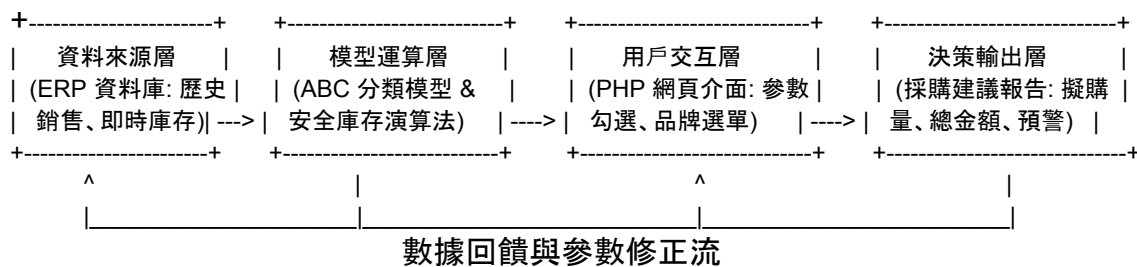 +-----------------------+ +---------------------------+ +-----------------------------+ +-----------------------------+
| 資料來源層 | | 模型運算層 | | 用戶交互層 | | 決策輸出層 |
| (ERP 資料庫: 歷史 | | (ABC 分類模型 & | | (PHP 網頁介面: 參數 | | (採購建議報告: 擬購 |
| 銷售、即時庫存)| ---> | 安全庫存演算法) | ----> | 勾選、品牌選單) | ----> | 量、總金額、預警) |
+-----------------------+ +---------------------------+ +-----------------------------+ +------------------------------+
^ | ^ |
|____________________|_________________________|_______________________|
數據回饋與參數修正流